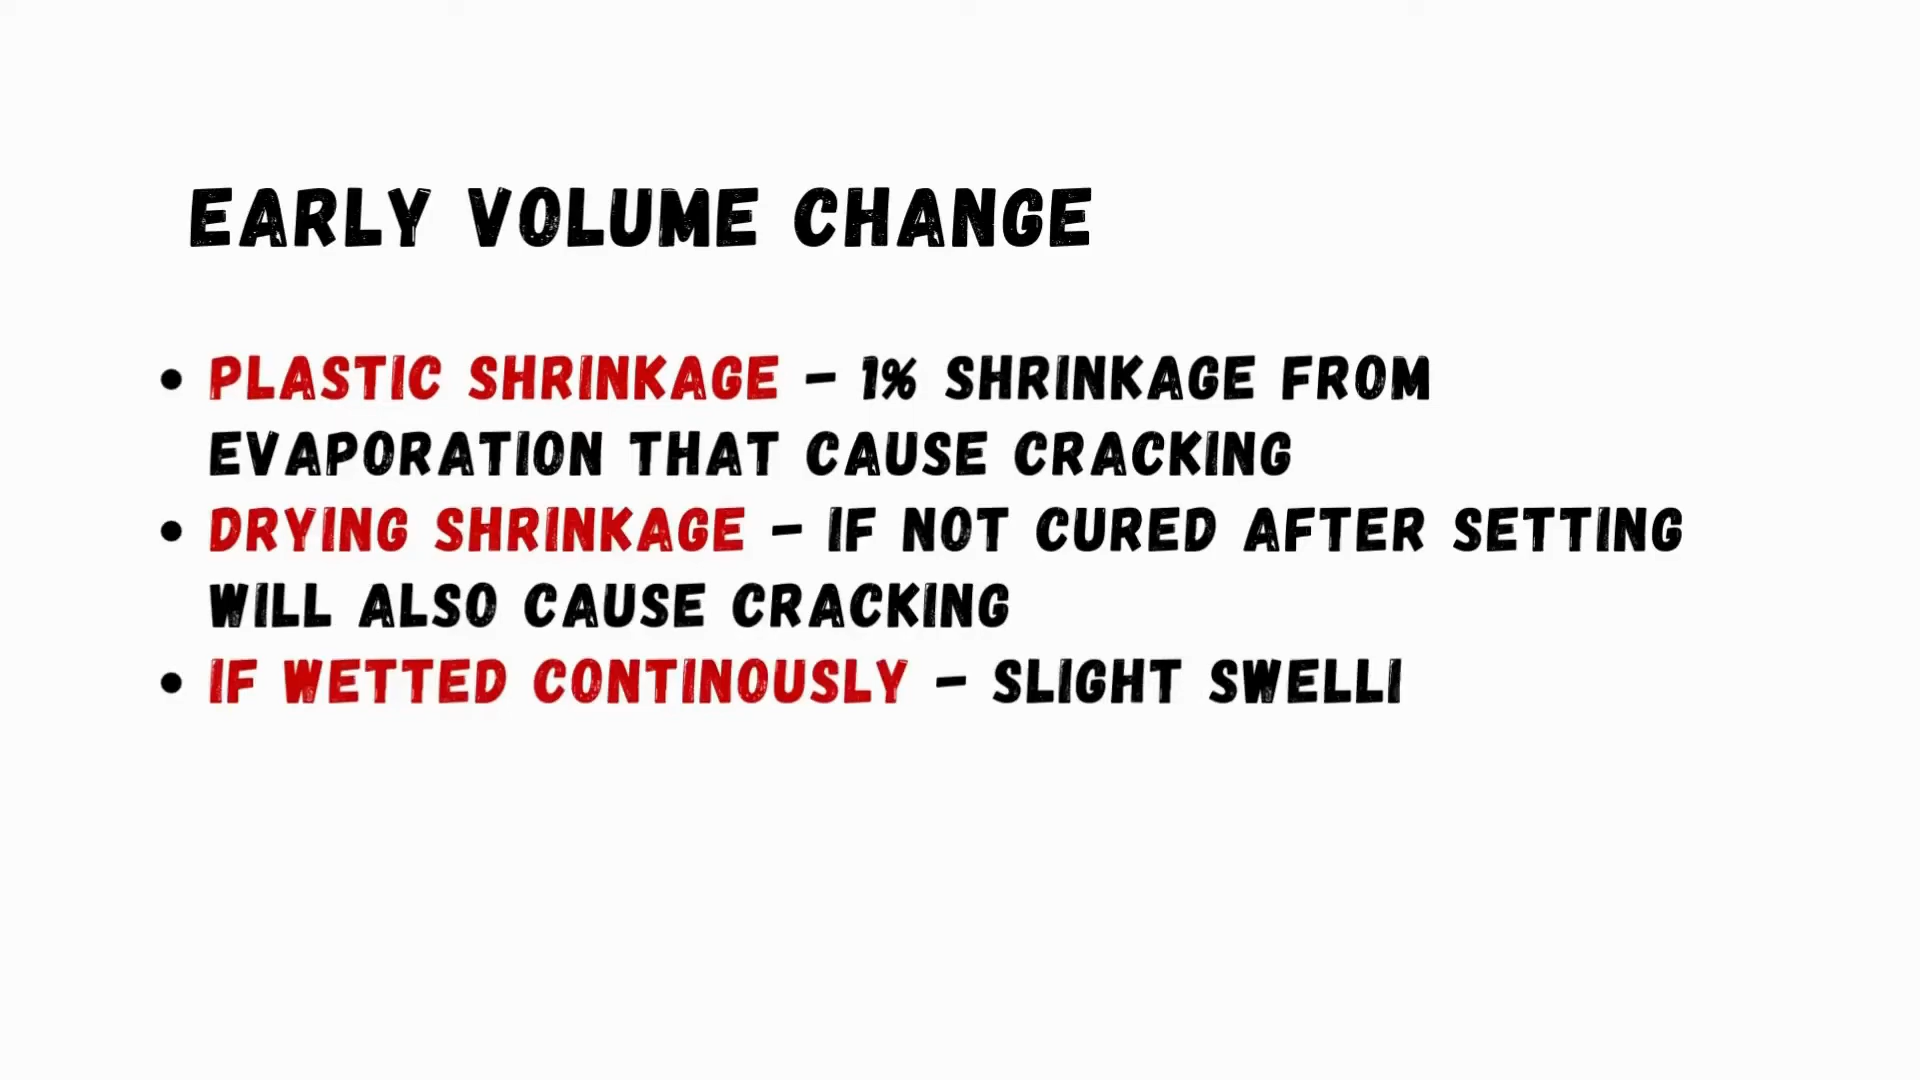 EARLY VOLUME CHANGE
• PLASTIC SHRINKAGE – 1% SHRINKAGE FROM
EVAPORATION THAT CAUSE CRACKING
• DRYING SHRINKAGE – IF NOT CURED AFTER SETTING
WILL ALSO CAUSE CRACKING
• IF WETTED CONTINOUSLY – SLIGHT SWELLI